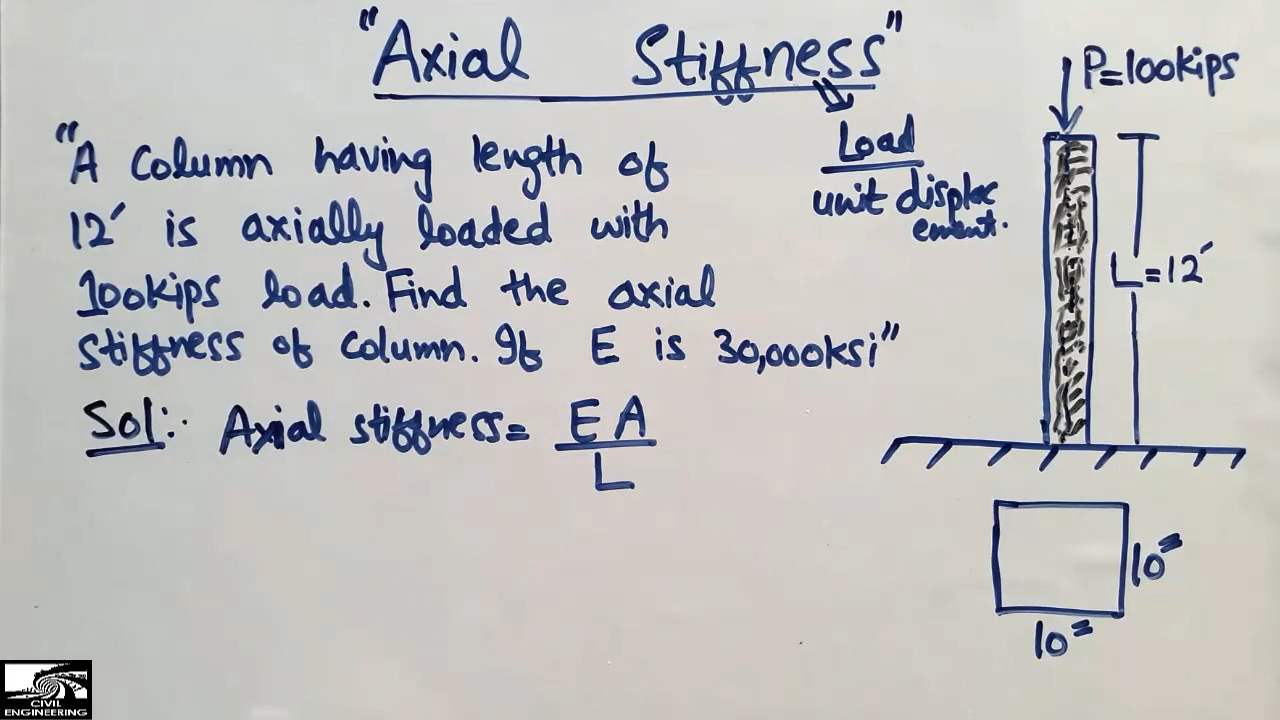 "Axial Stiffness"
"A Column having length of
12' is axially loaded with
100kips load. Find the axial
stiffness of column. If E is 30,000ksi"
Sol:. Axial stiffness = EA
L
Load
unit displac
ement.
P=100kips
L=12'
10"
10"
CIVIL
ENGINEERING